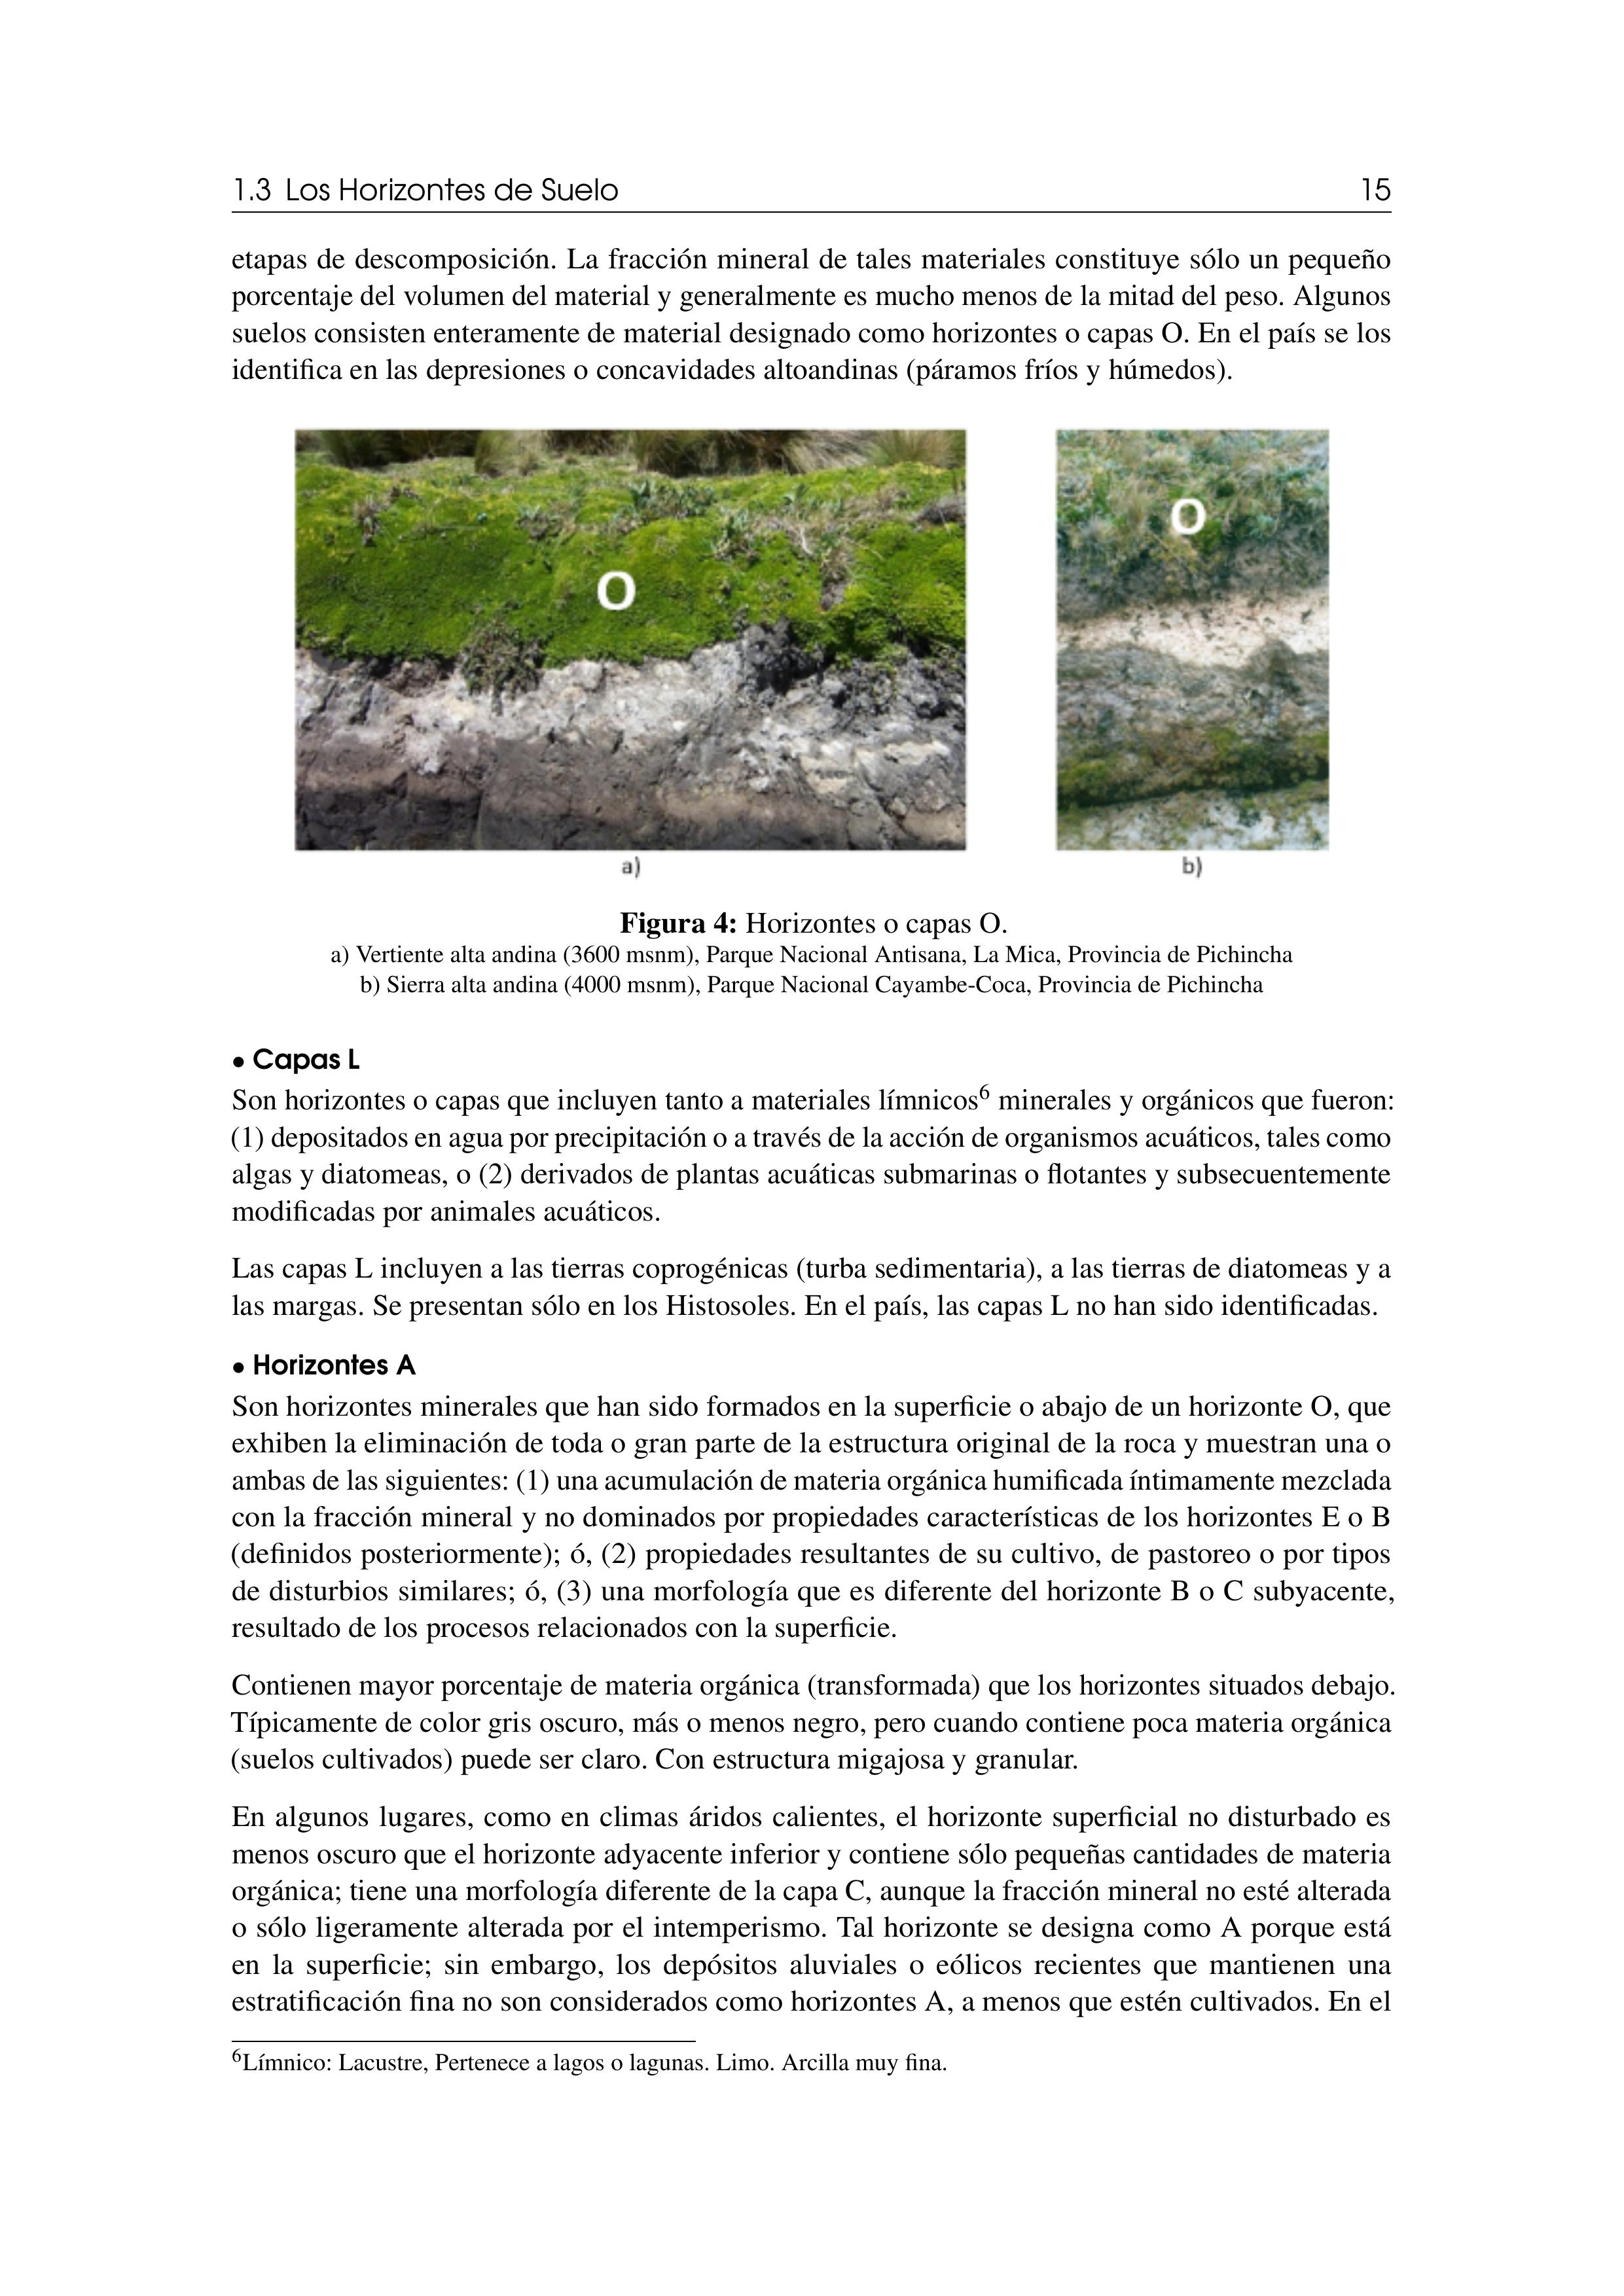 1.3 Los Horizontes de Suelo 15
etapas de descomposición. La fracción mineral de tales materiales constituye sólo un pequeño
porcentaje del volumen del material y generalmente es mucho menos de la mitad del peso. Algunos
suelos consisten enteramente de material designado como horizontes o capas O. En el país se los
identifica en las depresiones o concavidades altoandinas (páramos fríos y húmedos).
O
O
a)
b)
Figura 4: Horizontes o capas O.
a) Vertiente alta andina (3600 msnm), Parque Nacional Antisana, La Mica, Provincia de Pichincha
b) Sierra alta andina (4000 msnm), Parque Nacional Cayambe-Coca, Provincia de Pichincha
• Capas L
Son horizontes o capas que incluyen tanto a materiales límnicos⁶ minerales y orgánicos que fueron:
(1) depositados en agua por precipitación o a través de la acción de organismos acuáticos, tales como
algas y diatomeas, o (2) derivados de plantas acuáticas submarinas o flotantes y subsecuentemente
modificadas por animales acuáticos.
Las capas L incluyen a las tierras coprogénicas (turba sedimentaria), a las tierras de diatomeas y a
las margas. Se presentan sólo en los Histosoles. En el país, las capas L no han sido identificadas.
• Horizontes A
Son horizontes minerales que han sido formados en la superficie o abajo de un horizonte O, que
exhiben la eliminación de toda o gran parte de la estructura original de la roca y muestran una o
ambas de las siguientes: (1) una acumulación de materia orgánica humificada íntimamente mezclada
con la fracción mineral y no dominados por propiedades características de los horizontes E o B
(definidos posteriormente); ó, (2) propiedades resultantes de su cultivo, de pastoreo o por tipos
de disturbios similares; ó, (3) una morfología que es diferente del horizonte B o C subyacente,
resultado de los procesos relacionados con la superficie.
Contienen mayor porcentaje de materia orgánica (transformada) que los horizontes situados debajo.
Típicamente de color gris oscuro, más o menos negro, pero cuando contiene poca materia orgánica
(suelos cultivados) puede ser claro. Con estructura migajosa y granular.
En algunos lugares, como en climas áridos calientes, el horizonte superficial no disturbado es
menos oscuro que el horizonte adyacente inferior y contiene sólo pequeñas cantidades de materia
orgánica; tiene una morfología diferente de la capa C, aunque la fracción mineral no esté alterada
o sólo ligeramente alterada por el intemperismo. Tal horizonte se designa como A porque está
en la superficie; sin embargo, los depósitos aluviales o eólicos recientes que mantienen una
estratificación fina no son considerados como horizontes A, a menos que estén cultivados. En el
⁶Límnico: Lacustre, Pertenece a lagos o lagunas. Limo. Arcilla muy fina.